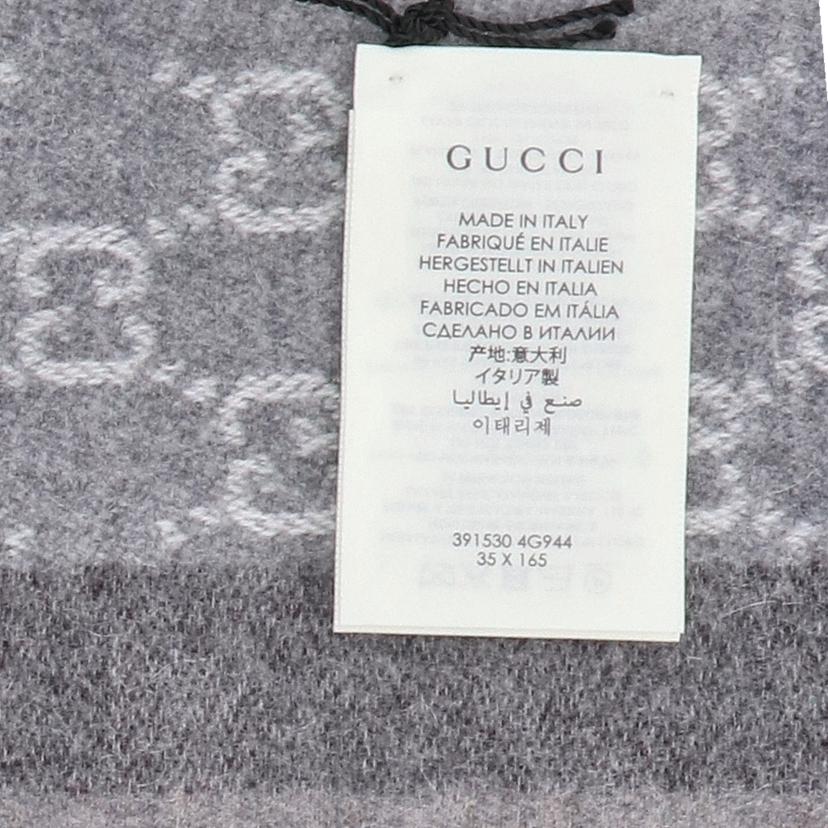 GUCCI
MADE IN ITALY
FABRIQUÉ EN ITALIE
HERGESTELLT IN ITALIEN
HECHO EN ITALIA
FABRICADO EM ITÁLIA
СДЕЛАНО В ИТАЛИИ
产地:意大利
イタリア製
صنع في إيطاليا
이태리제
391530 4G944
35 X 165